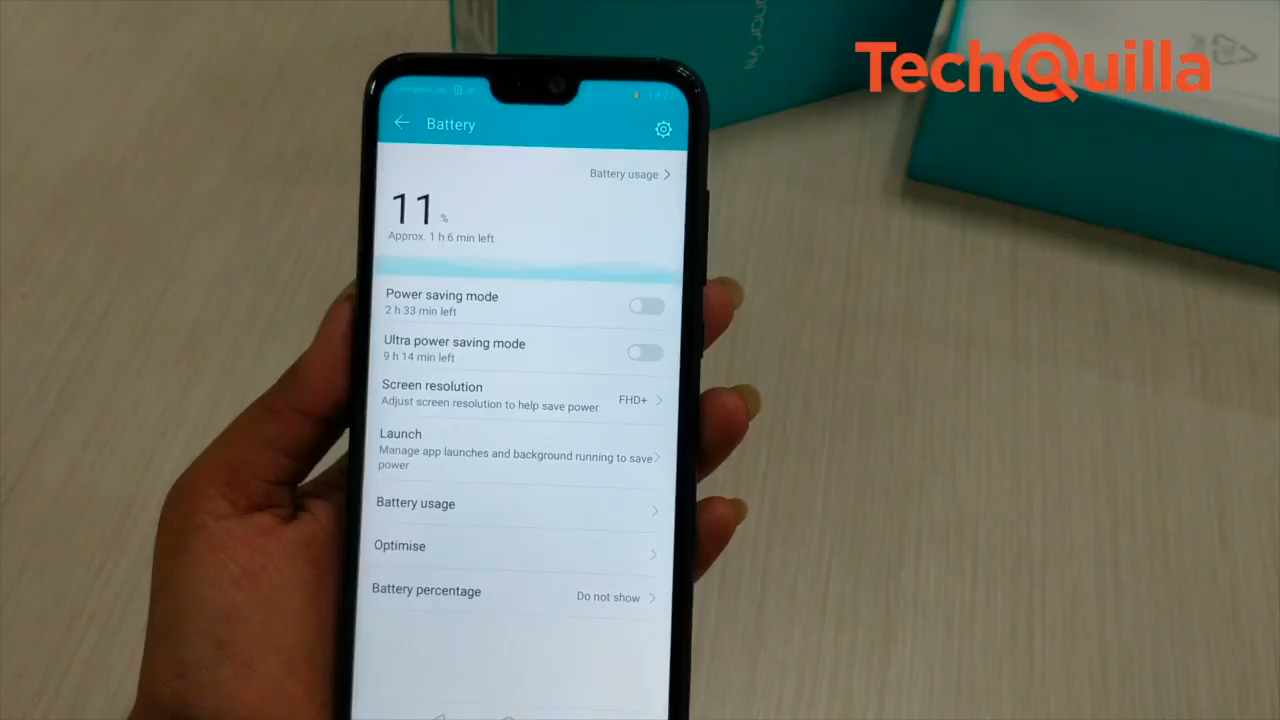 TechQuilla
honor 9N
Battery
Battery usage
11 %
Approx. 1 h 6 min left
Power saving mode
2 h 33 min left
Ultra power saving mode
9 h 14 min left
Screen resolution
Adjust screen resolution to help save power
FHD+
Launch
Manage app launches and background running to save
power
Battery usage
Optimise
Battery percentage
Do not show